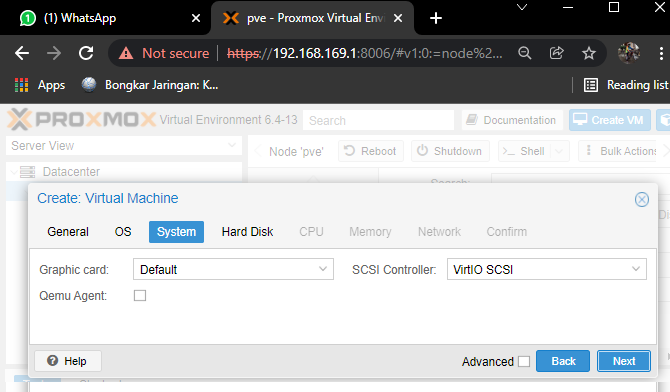 (1) WhatsApp
pve - Proxmox Virtual Envi
Not secure https://192.168.169.1:8006/#v1:0:=node%2...
Apps Bongkar Jaringan: K... Reading list
PROXMOX Virtual Environment 6.4-13 Search Documentation Create VM
Server View
Node 'pve' Reboot Shutdown Shell Bulk Actions
Datacenter
Search:
Create: Virtual Machine
General OS System Hard Disk CPU Memory Network Confirm
Graphic card: Default SCSI Controller: VirtIO SCSI
Qemu Agent:
Help Advanced Back Next